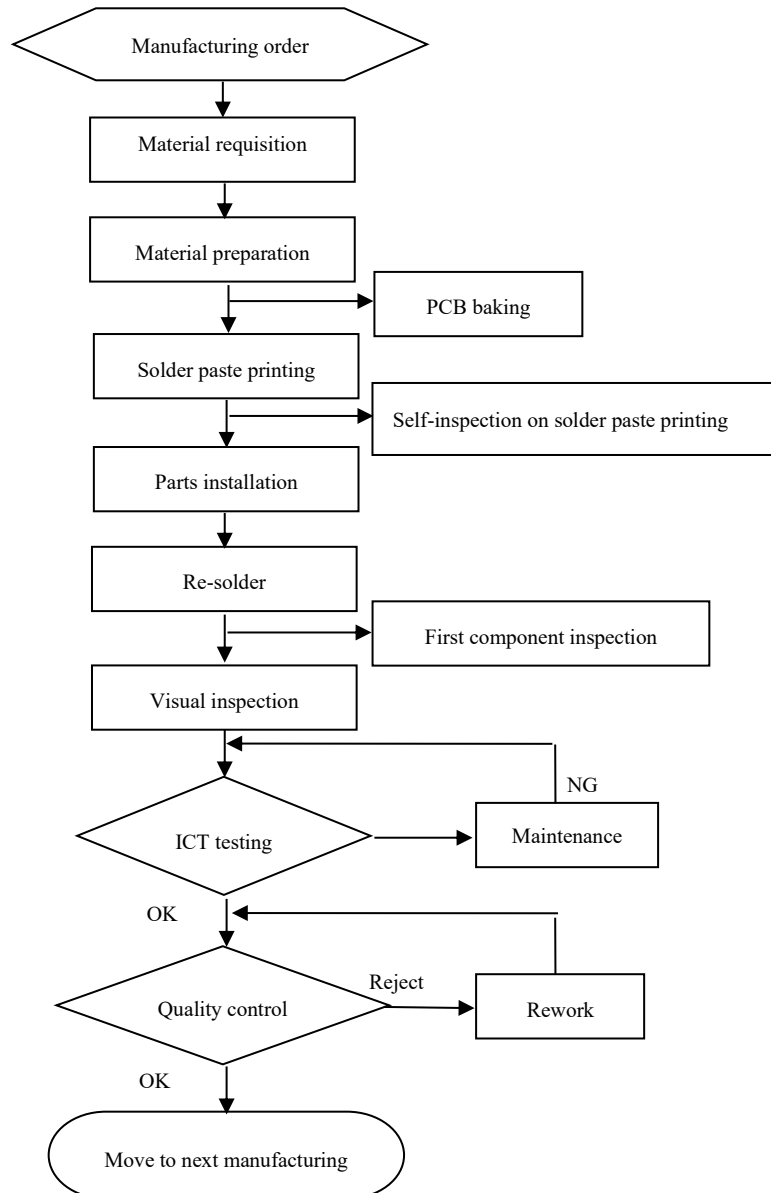 Manufacturing order
Material requisition
Material preparation
PCB baking
Solder paste printing
Self-inspection on solder paste printing
Parts installation
Re-solder
First component inspection
Visual inspection
NG
ICT testing
Maintenance
OK
Reject
Quality control
Rework
OK
Move to next manufacturing